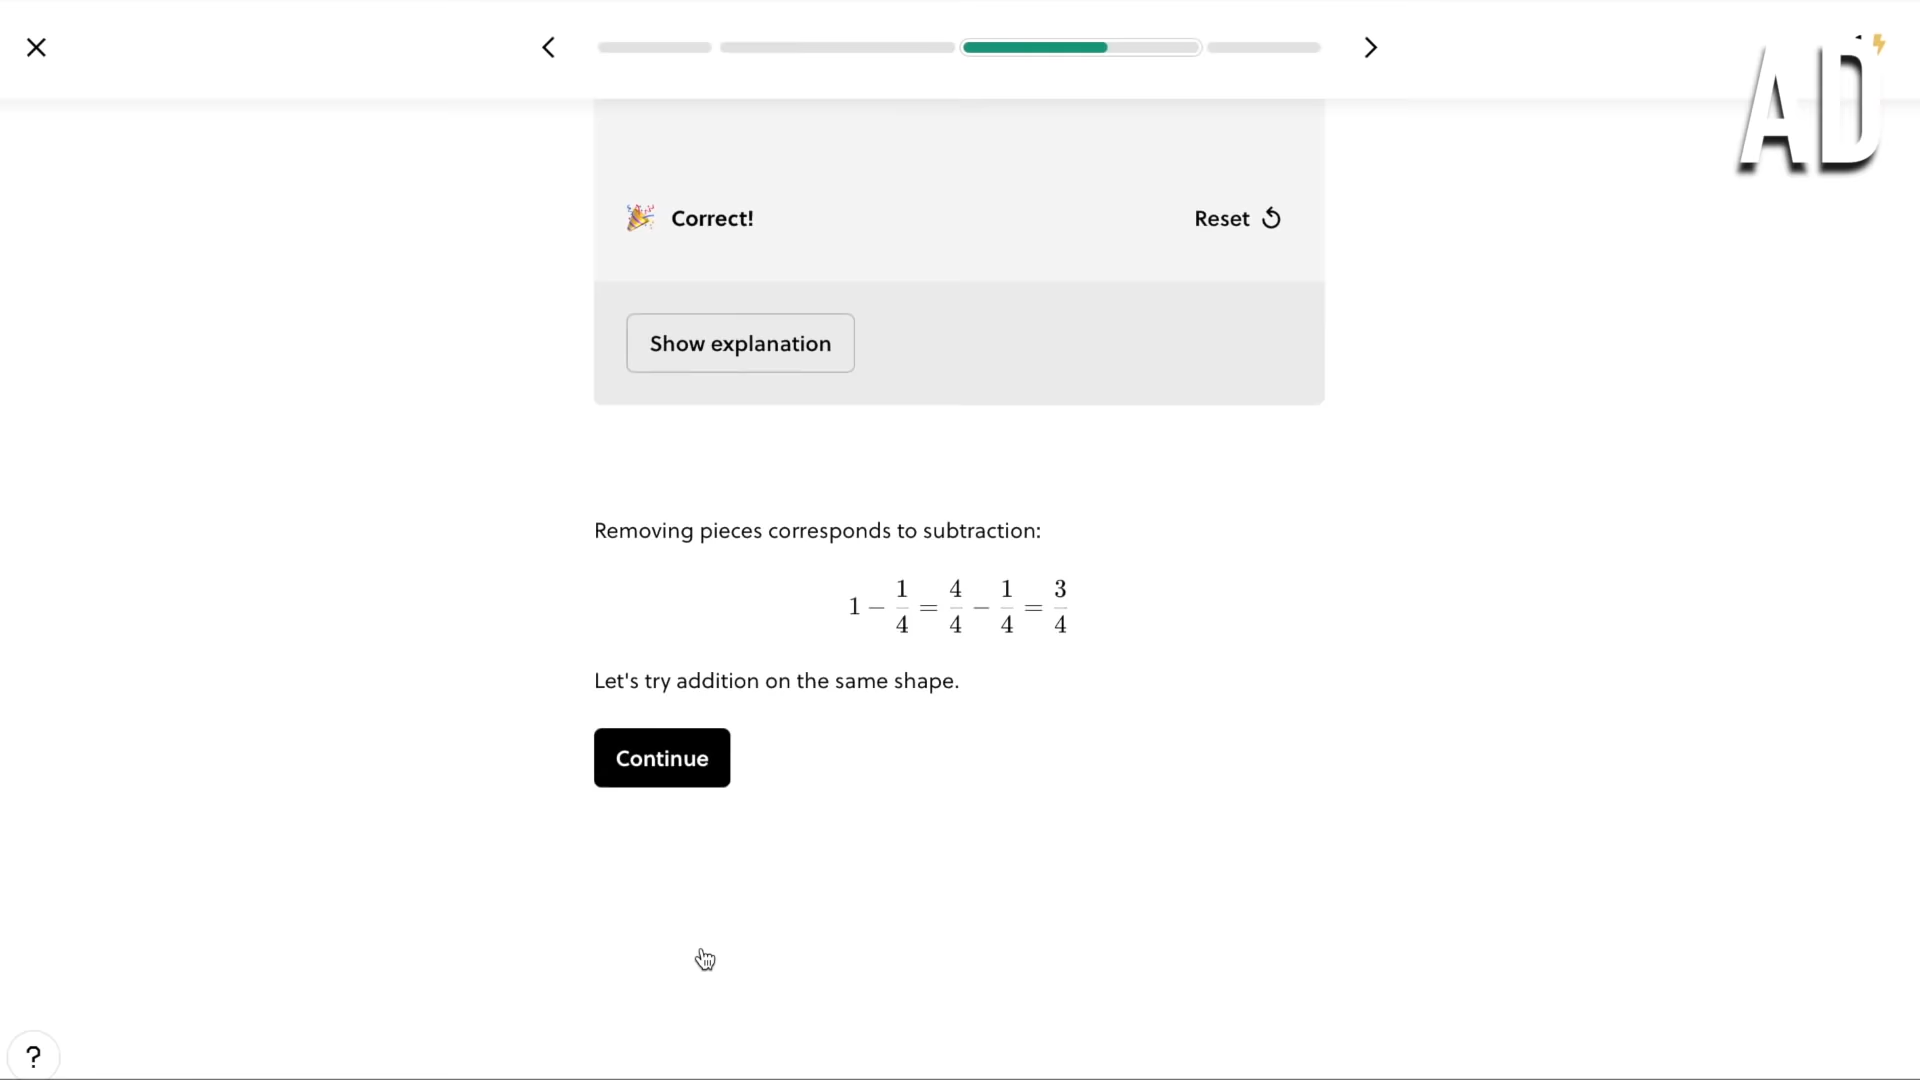 AD
Correct!
Reset
Show explanation
Removing pieces corresponds to subtraction:
1 − 1/4 = 4/4 − 1/4 = 3/4
Let's try addition on the same shape.
Continue
?